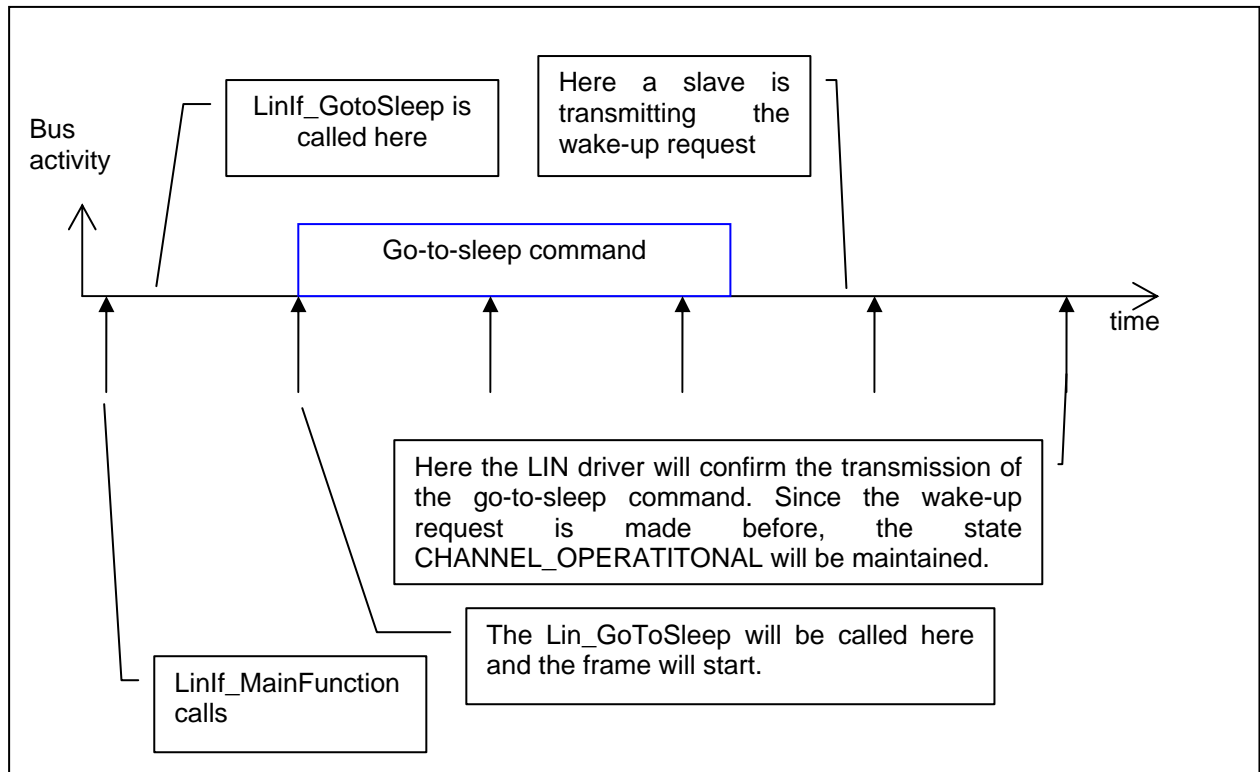 LinIf_GotoSleep is
called here
Here a slave is
transmitting the
wake-up request
Bus
activity
Go-to-sleep command
time
Here the LIN driver will confirm the transmission of
the go-to-sleep command. Since the wake-up
request is made before, the state
CHANNEL_OPERATITONAL will be maintained.
The Lin_GoToSleep will be called here
and the frame will start.
LinIf_MainFunction
calls